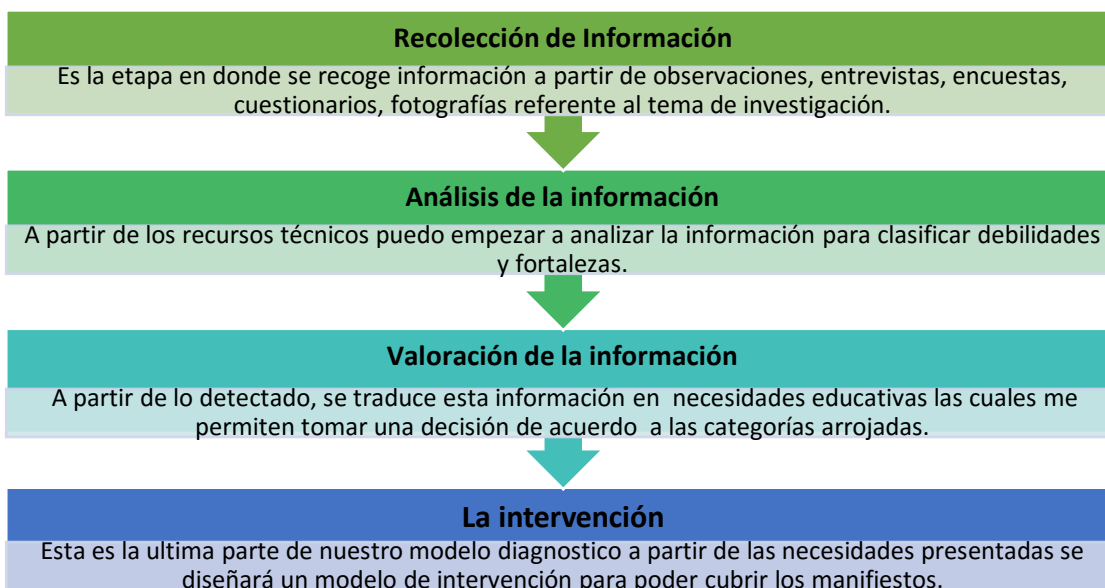 Recolección de Información
Es la etapa en donde se recoge información a partir de observaciones, entrevistas, encuestas,
cuestionarios, fotografías referente al tema de investigación.
Análisis de la información
A partir de los recursos técnicos puedo empezar a analizar la información para clasificar debilidades
y fortalezas.
Valoración de la información
A partir de lo detectado, se traduce esta información en necesidades educativas las cuales me
permiten tomar una decisión de acuerdo a las categorías arrojadas.
La intervención
Esta es la ultima parte de nuestro modelo diagnostico a partir de las necesidades presentadas se
diseñará un modelo de intervención para poder cubrir los manifiestos.